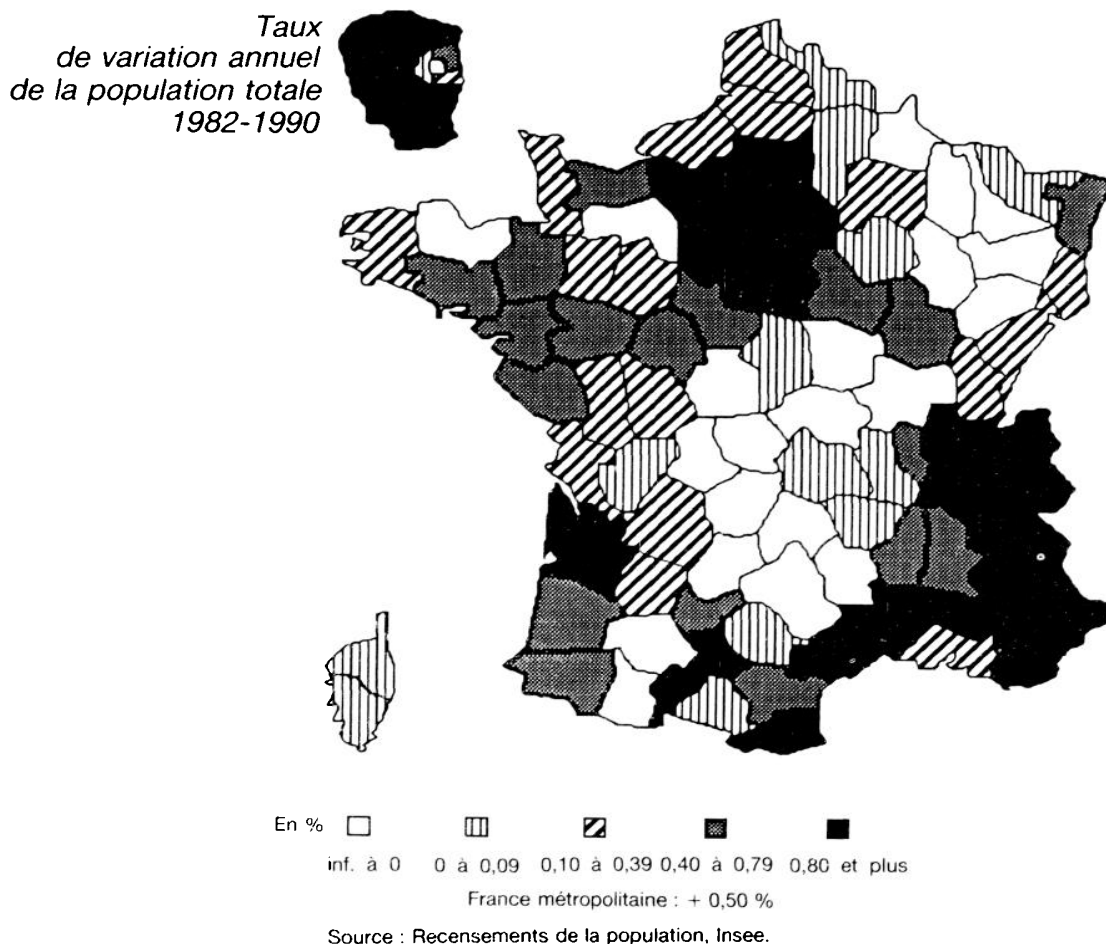 Taux
de variation annuel
de la population totale
1982-1990
En %
inf. à 0 0 à 0,09 0,10 à 0,39 0,40 à 0,79 0,80 et plus
France métropolitaine : + 0,50 %
Source : Recensements de la population, Insee.